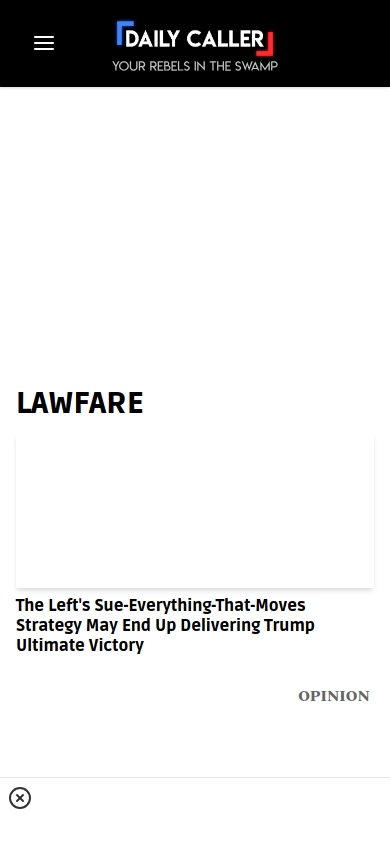 DAILY CALLER
YOUR REBELS IN THE SWAMP
LAWFARE
The Left's Sue-Everything-That-Moves
Strategy May End Up Delivering Trump
Ultimate Victory
OPINION